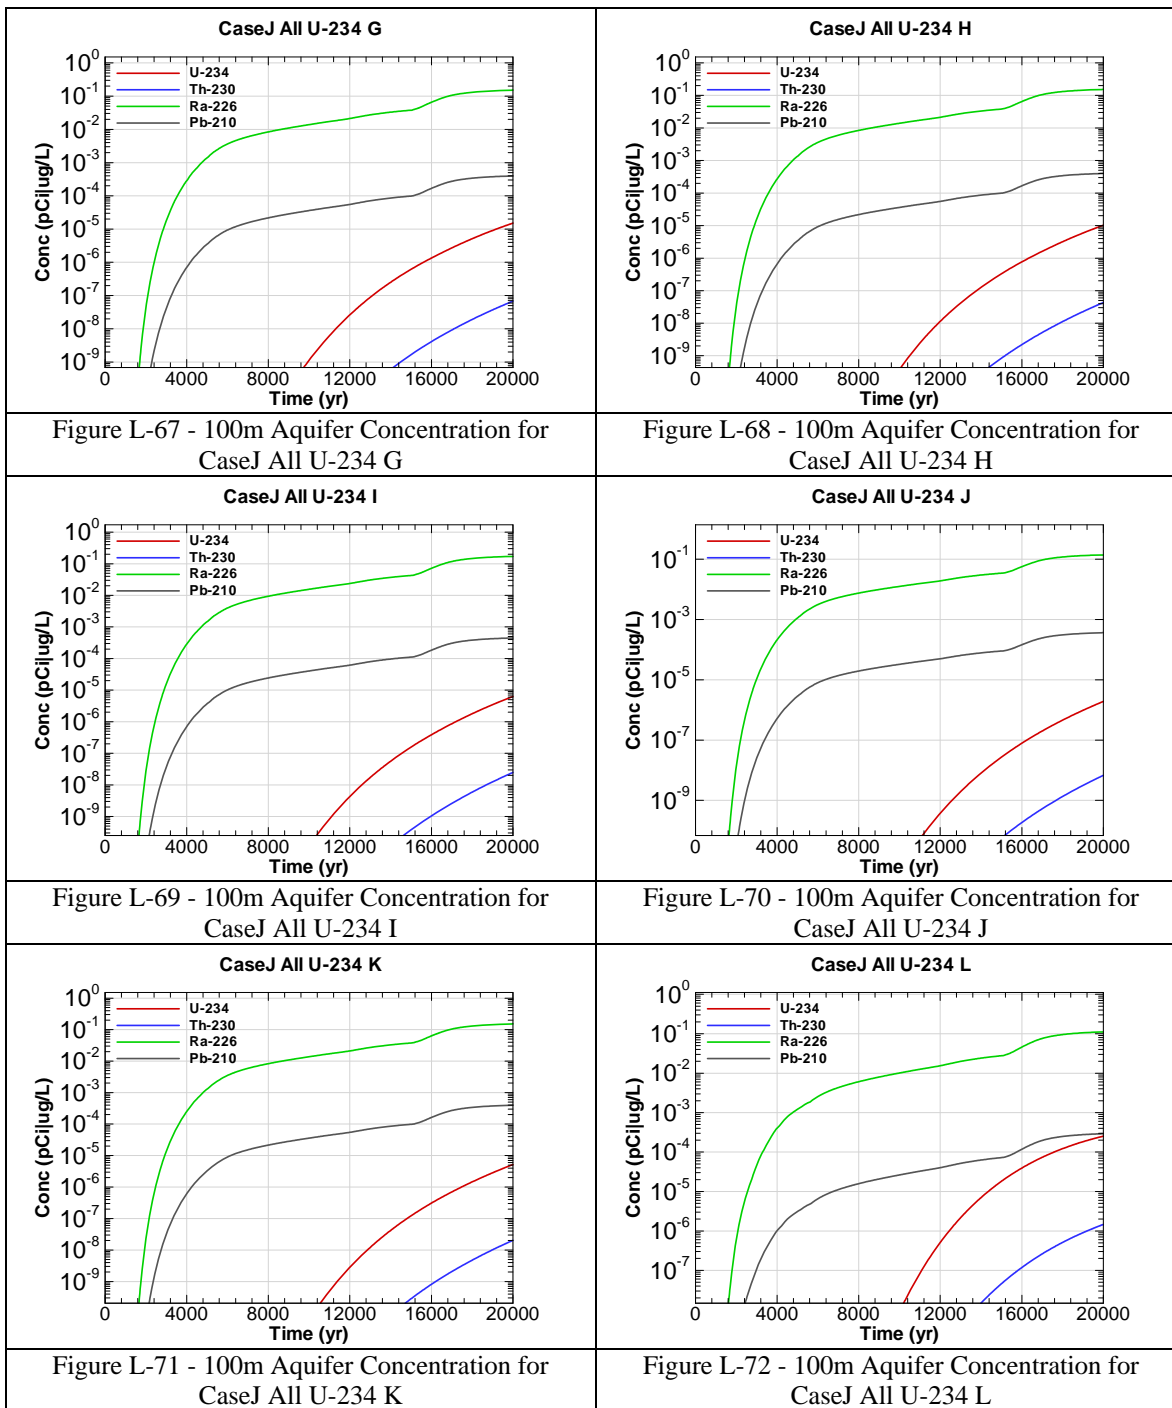 CaseJ All U-234 G
Conc (pCi|ug/L)
10^0
10^-1
10^-2
10^-3
10^-4
10^-5
10^-6
10^-7
10^-8
10^-9
U-234
Th-230
Ra-226
Pb-210
0 4000 8000 12000 16000 20000
Time (yr)
Figure L-67 - 100m Aquifer Concentration for
CaseJ All U-234 G
CaseJ All U-234 H
Conc (pCi|ug/L)
10^0
10^-1
10^-2
10^-3
10^-4
10^-5
10^-6
10^-7
10^-8
10^-9
U-234
Th-230
Ra-226
Pb-210
0 4000 8000 12000 16000 20000
Time (yr)
Figure L-68 - 100m Aquifer Concentration for
CaseJ All U-234 H
CaseJ All U-234 I
Conc (pCi|ug/L)
10^0
10^-1
10^-2
10^-3
10^-4
10^-5
10^-6
10^-7
10^-8
10^-9
U-234
Th-230
Ra-226
Pb-210
0 4000 8000 12000 16000 20000
Time (yr)
Figure L-69 - 100m Aquifer Concentration for
CaseJ All U-234 I
CaseJ All U-234 J
Conc (pCi|ug/L)
10^-1
10^-3
10^-5
10^-7
10^-9
U-234
Th-230
Ra-226
Pb-210
0 4000 8000 12000 16000 20000
Time (yr)
Figure L-70 - 100m Aquifer Concentration for
CaseJ All U-234 J
CaseJ All U-234 K
Conc (pCi|ug/L)
10^0
10^-1
10^-2
10^-3
10^-4
10^-5
10^-6
10^-7
10^-8
10^-9
U-234
Th-230
Ra-226
Pb-210
0 4000 8000 12000 16000 20000
Time (yr)
Figure L-71 - 100m Aquifer Concentration for
CaseJ All U-234 K
CaseJ All U-234 L
Conc (pCi|ug/L)
10^0
10^-1
10^-2
10^-3
10^-4
10^-5
10^-6
10^-7
U-234
Th-230
Ra-226
Pb-210
0 4000 8000 12000 16000 20000
Time (yr)
Figure L-72 - 100m Aquifer Concentration for
CaseJ All U-234 L